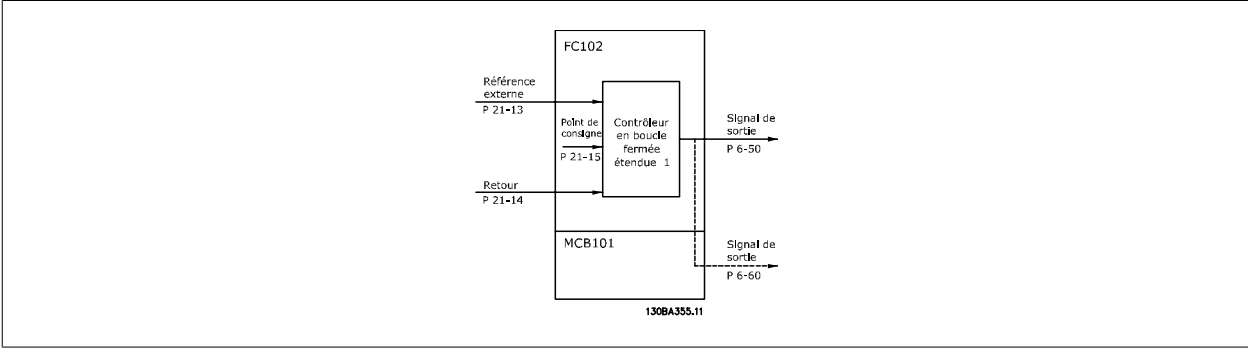 FC102
Référence
externe
P 21-13
Point de
consigne
P 21-15
Contrôleur
en boucle
fermée
étendue 1
Signal de
sortie
P 6-50
Retour
P 21-14
MCB101
Signal de
sortie
P 6-60
130BA355.11